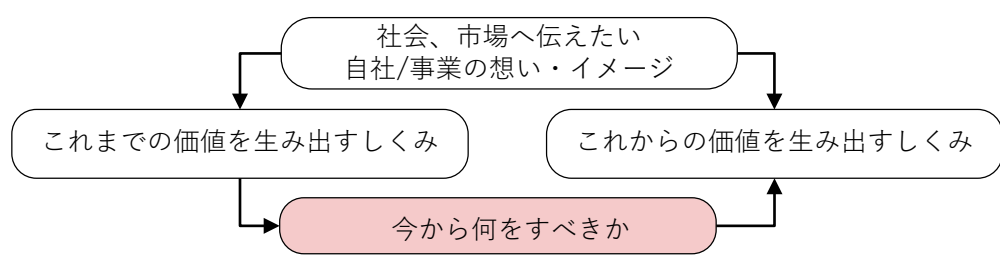 社会、市場へ伝えたい
自社/事業の想い・イメージ
これまでの価値を生み出すしくみ
これからの価値を生み出すしくみ
今から何をすべきか